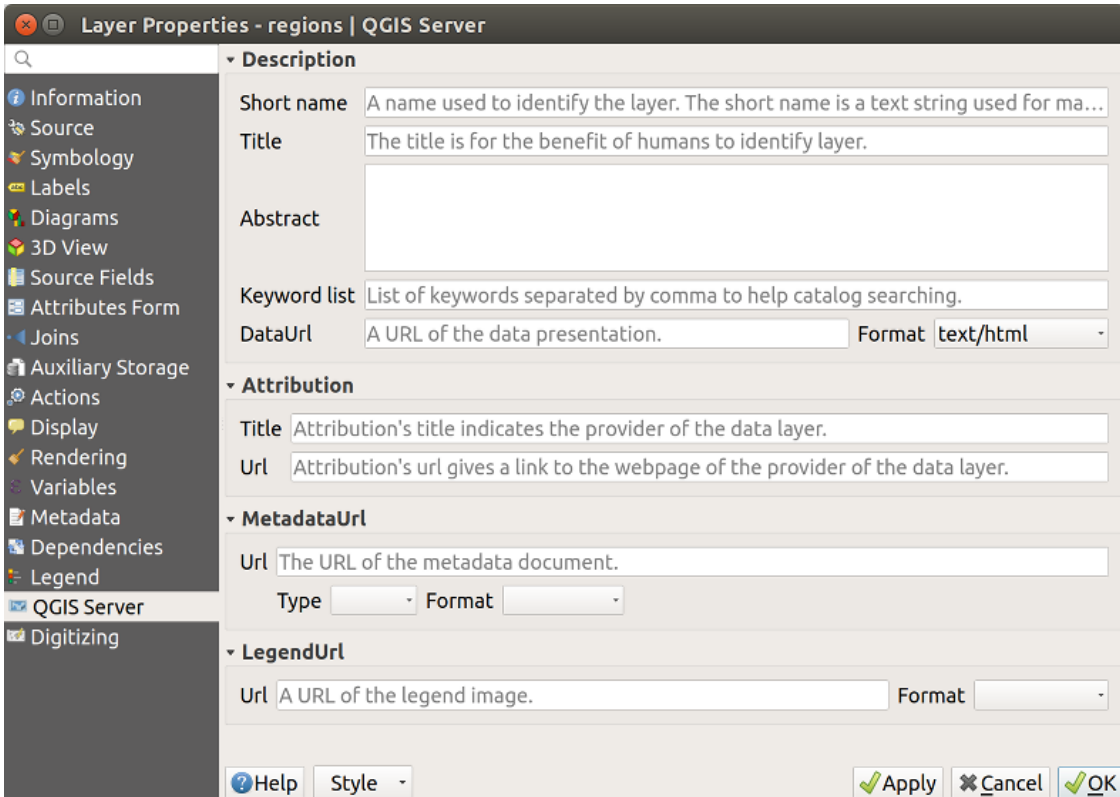 Layer Properties - regions | QGIS Server
Information
Source
Symbology
Labels
Diagrams
3D View
Source Fields
Attributes Form
Joins
Auxiliary Storage
Actions
Display
Rendering
Variables
Metadata
Dependencies
Legend
QGIS Server
Digitizing
Description
Short name A name used to identify the layer. The short name is a text string used for ma...
Title The title is for the benefit of humans to identify layer.
Abstract
Keyword list List of keywords separated by comma to help catalog searching.
DataUrl A URL of the data presentation. Format text/html
Attribution
Title Attribution's title indicates the provider of the data layer.
Url Attribution's url gives a link to the webpage of the provider of the data layer.
MetadataUrl
Url The URL of the metadata document.
Type Format
LegendUrl
Url A URL of the legend image. Format
Help Style Apply Cancel OK